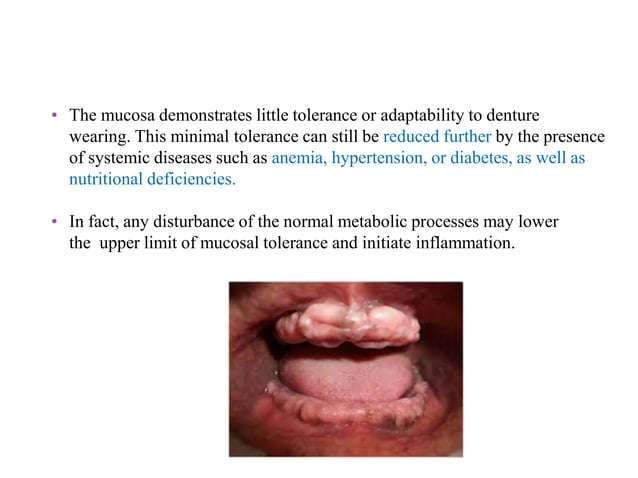 • The mucosa demonstrates little tolerance or adaptability to denture
wearing. This minimal tolerance can still be reduced further by the presence
of systemic diseases such as anemia, hypertension, or diabetes, as well as
nutritional deficiencies.
• In fact, any disturbance of the normal metabolic processes may lower
the  upper limit of mucosal tolerance and initiate inflammation.